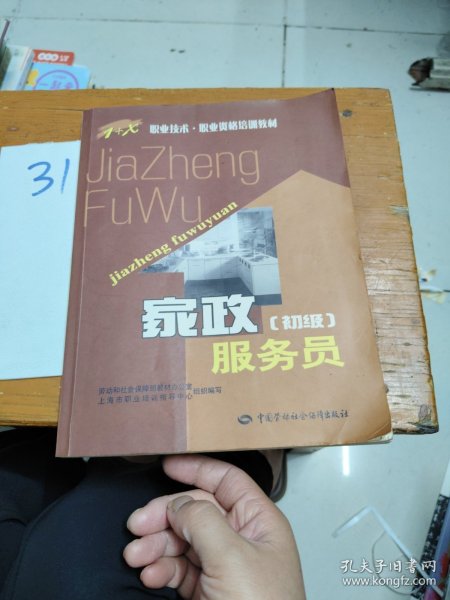 1+X 职业技术·职业资格培训教材
31
JiaZheng
FuWu
jiazheng fuwuyuan
家政(初级)
服务员
劳动和社会保障部教材办公室
上海市职业培训指导中心 组织编写
中国劳动社会保障出版社
孔夫子旧书网
www.kongfz.com